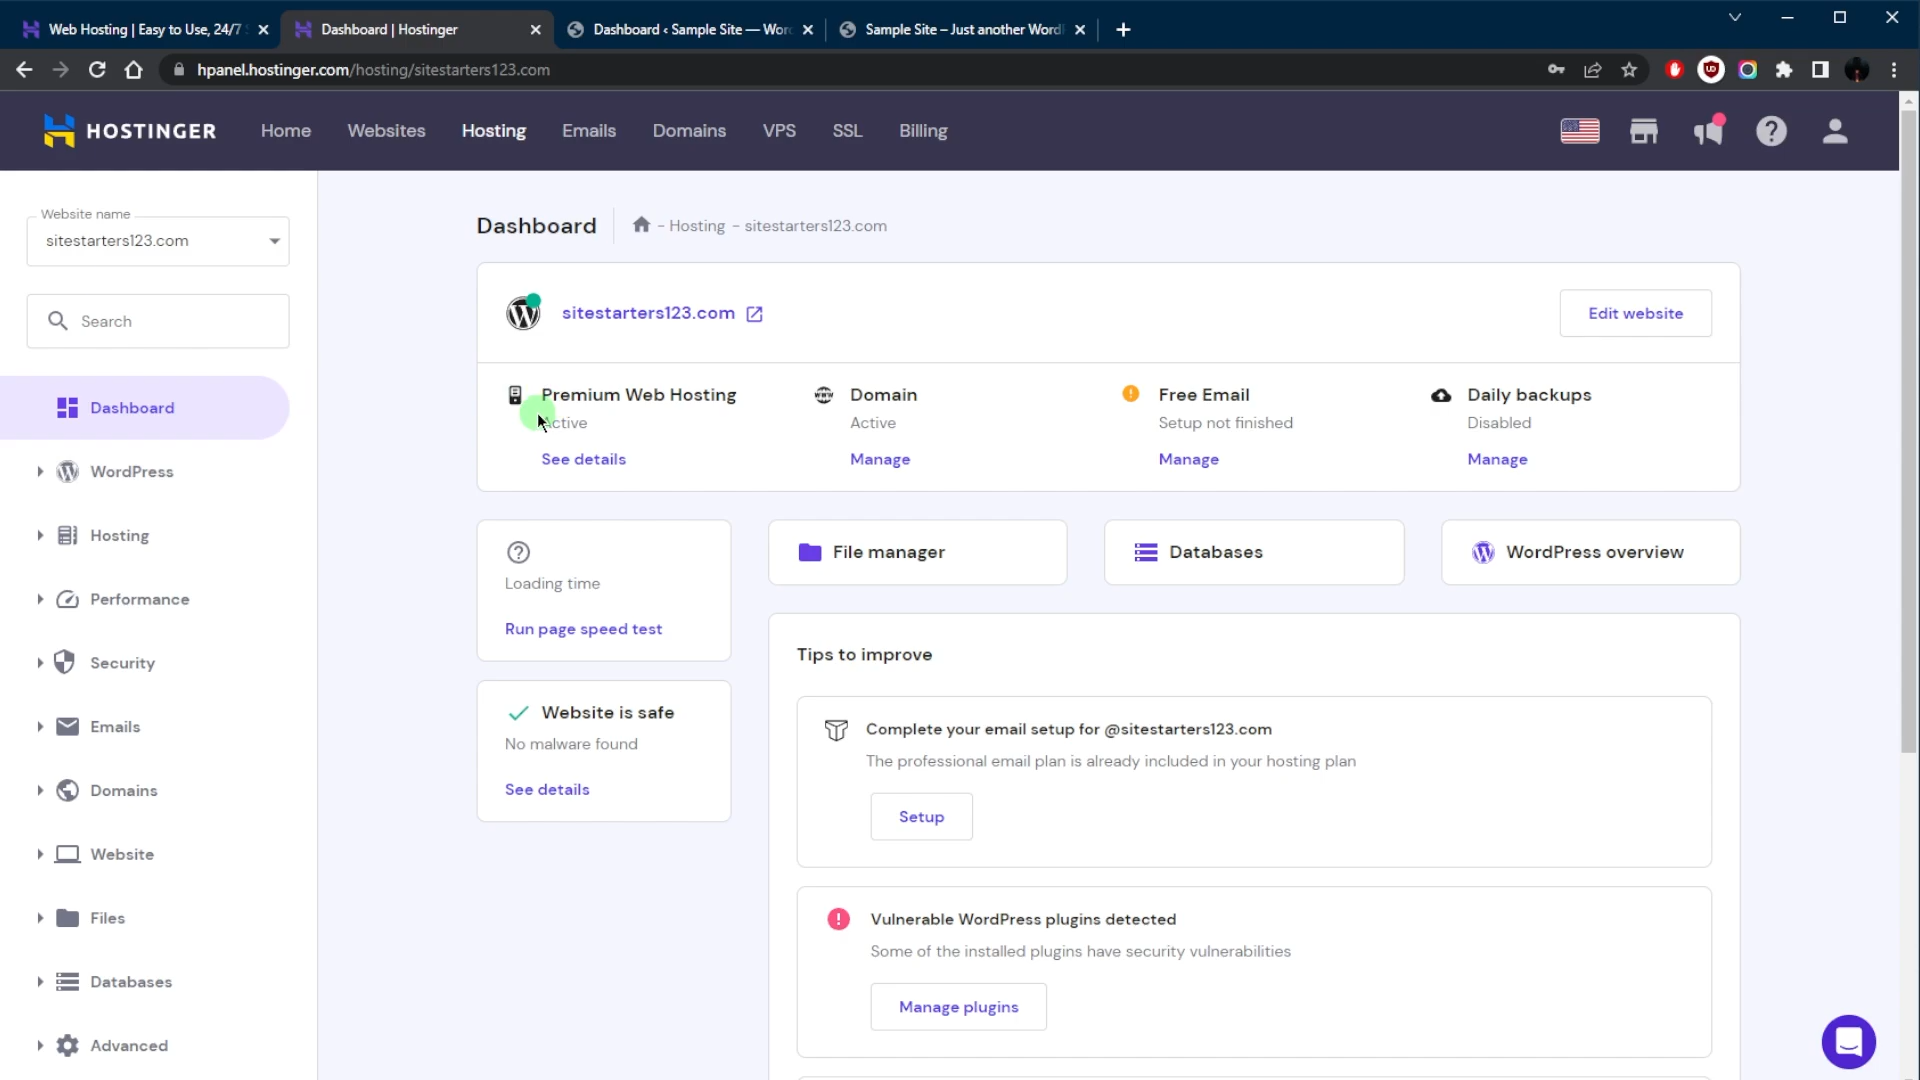 Web Hosting | Easy to Use, 24/7
Dashboard | Hostinger
Dashboard ‹ Sample Site — Wor
Sample Site – Just another Word
hpanel.hostinger.com/hosting/sitestarters123.com
HOSTINGER
Home
Websites
Hosting
Emails
Domains
VPS
SSL
Billing
Website name
sitestarters123.com
Search
Dashboard
WordPress
Hosting
Performance
Security
Emails
Domains
Website
Files
Databases
Advanced
Dashboard
- Hosting - sitestarters123.com
sitestarters123.com
Edit website
Premium Web Hosting
Active
See details
Domain
Active
Manage
Free Email
Setup not finished
Manage
Daily backups
Disabled
Manage
Loading time
Run page speed test
File manager
Databases
WordPress overview
Website is safe
No malware found
See details
Tips to improve
Complete your email setup for @sitestarters123.com
The professional email plan is already included in your hosting plan
Setup
Vulnerable WordPress plugins detected
Some of the installed plugins have security vulnerabilities
Manage plugins